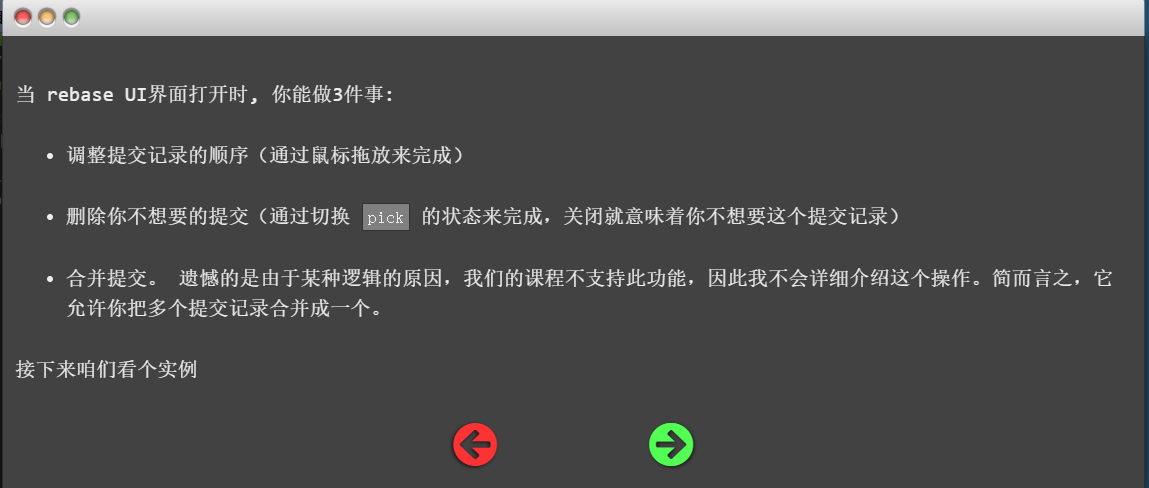 当 rebase UI界面打开时, 你能做3件事:
• 调整提交记录的顺序（通过鼠标拖放来完成）
• 删除你不想要的提交（通过切换 pick 的状态来完成，关闭就意味着你不想要这个提交记录）
• 合并提交。 遗憾的是由于某种逻辑的原因，我们的课程不支持此功能，因此我不会详细介绍这个操作。简而言之，它
允许你把多个提交记录合并成一个。
接下来咱们看个实例